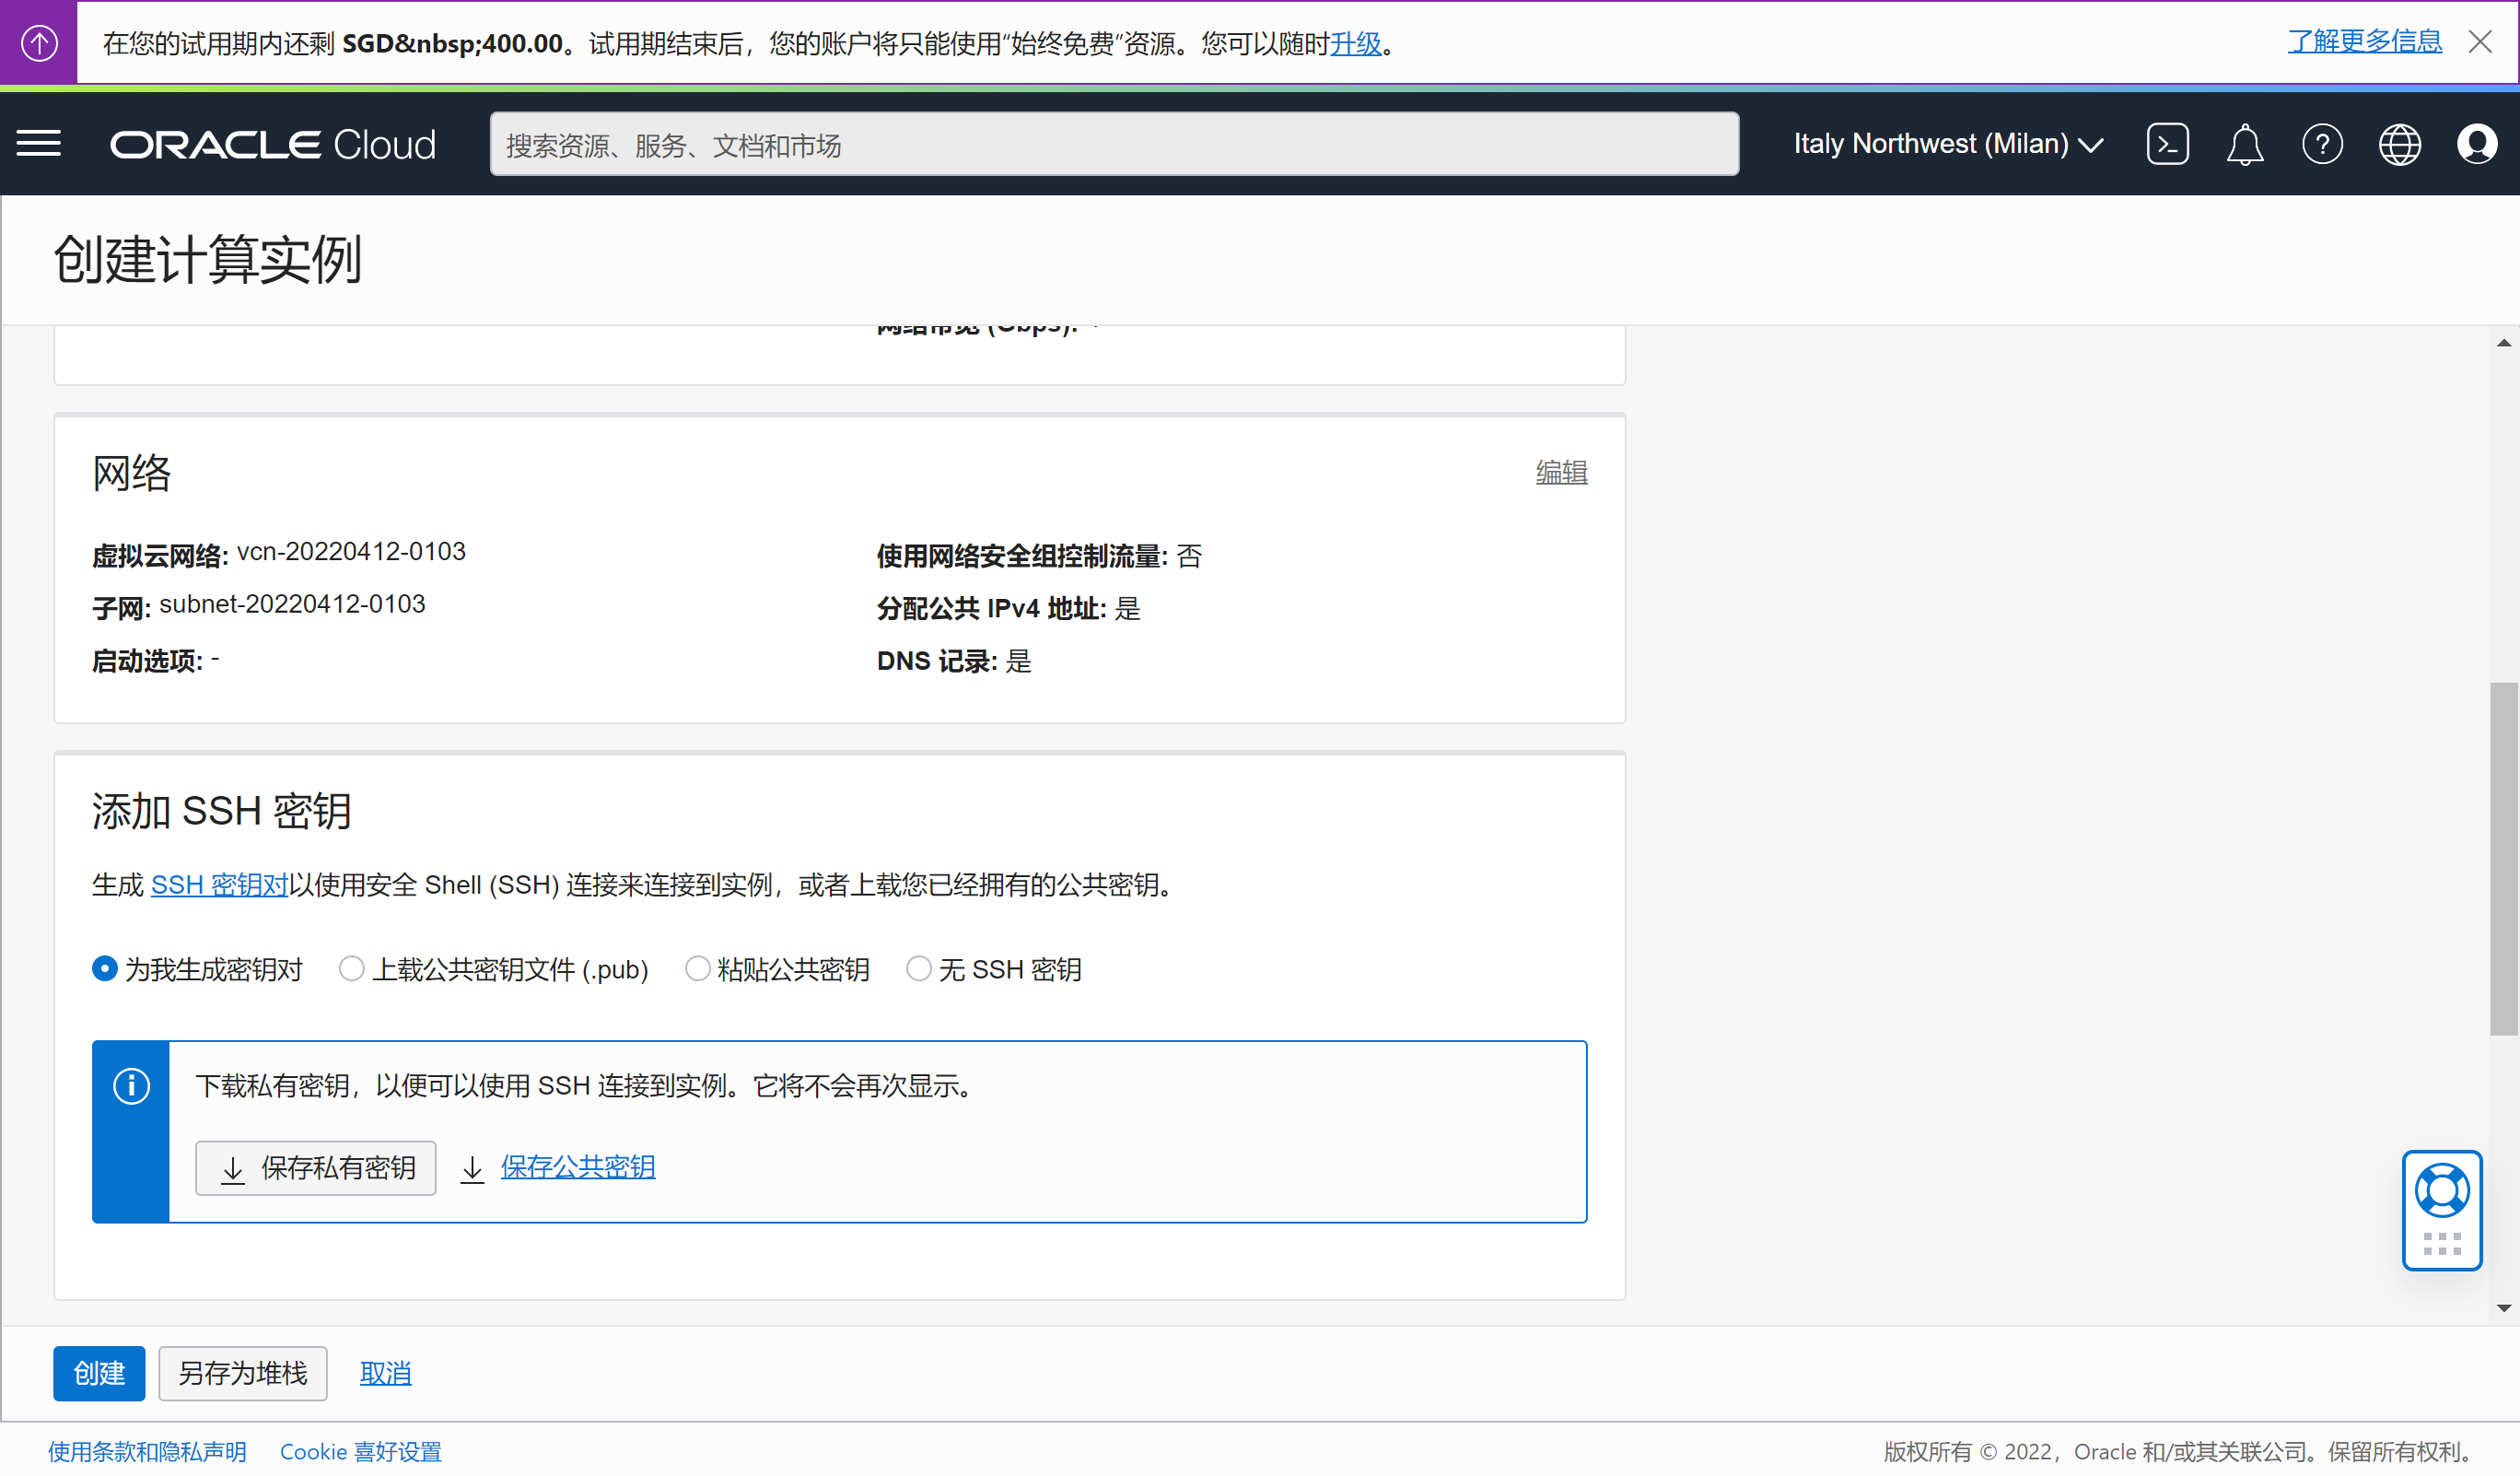 在您的试用期内还剩 SGD&nbsp;400.00。试用期结束后，您的账户将只能使用“始终免费”资源。您可以随时升级。
了解更多信息
ORACLE Cloud
搜索资源、服务、文档和市场
Italy Northwest (Milan)
创建计算实例
网络带宽 (Gbps):
网络
编辑
虚拟云网络: vcn-20220412-0103
使用网络安全组控制流量: 否
子网: subnet-20220412-0103
分配公共 IPv4 地址: 是
启动选项: -
DNS 记录: 是
添加 SSH 密钥
生成 SSH 密钥对以使用安全 Shell (SSH) 连接来连接到实例，或者上载您已经拥有的公共密钥。
为我生成密钥对
上载公共密钥文件 (.pub)
粘贴公共密钥
无 SSH 密钥
下载私有密钥，以便可以使用 SSH 连接到实例。它将不会再次显示。
保存私有密钥
保存公共密钥
创建
另存为堆栈
取消
使用条款和隐私声明
Cookie 喜好设置
版权所有 © 2022，Oracle 和/或其关联公司。保留所有权利。